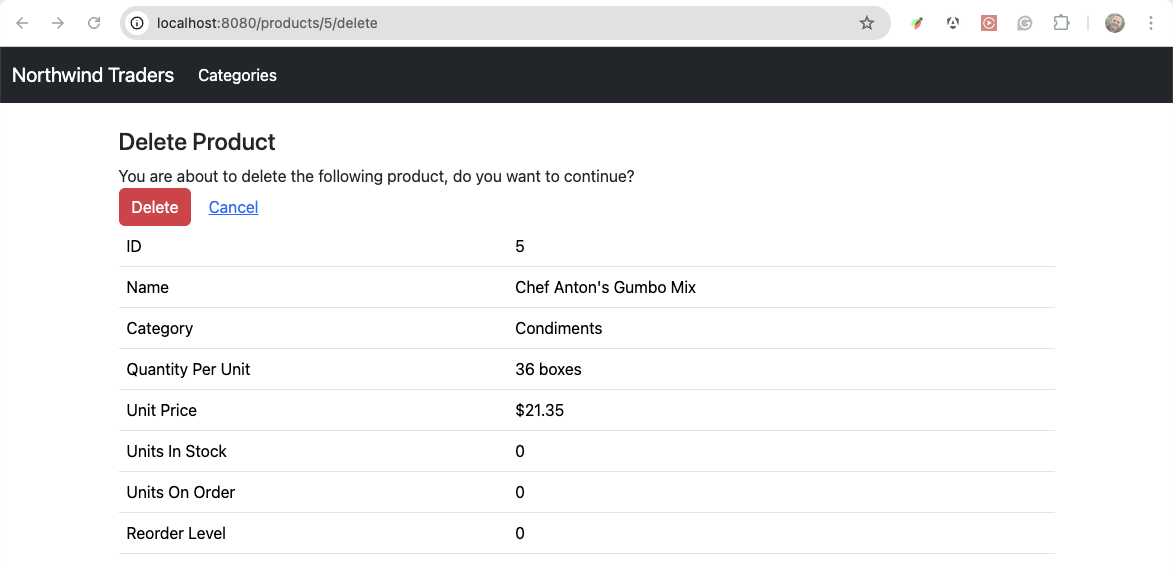 localhost:8080/products/5/delete
Northwind Traders Categories
Delete Product
You are about to delete the following product, do you want to continue?
Delete Cancel
ID 5
Name Chef Anton's Gumbo Mix
Category Condiments
Quantity Per Unit 36 boxes
Unit Price $21.35
Units In Stock 0
Units On Order 0
Reorder Level 0